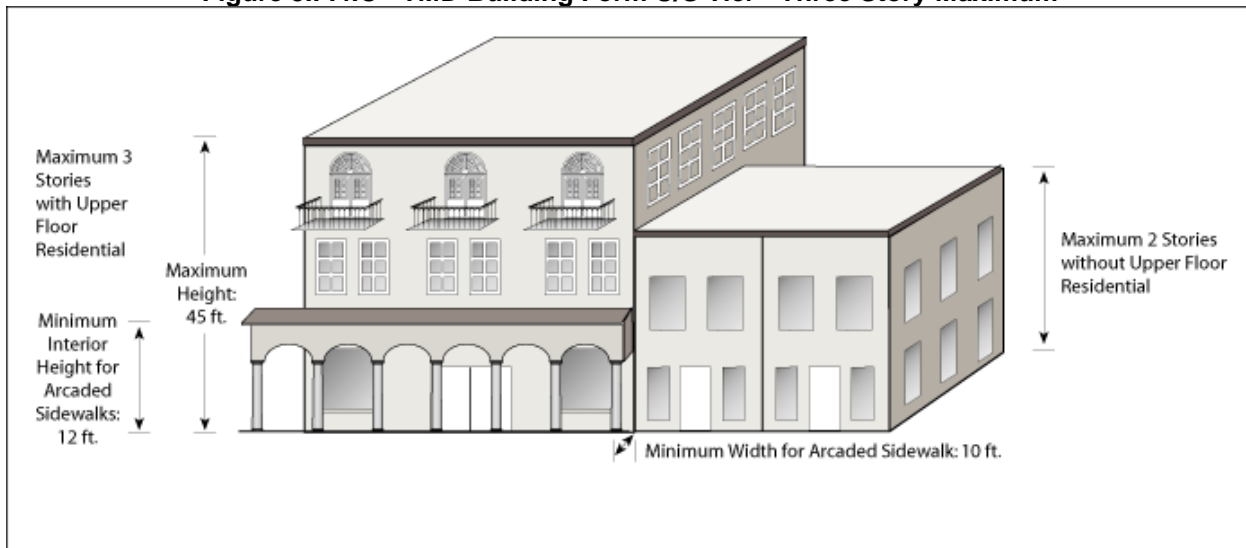 Maximum 3
Stories
with Upper
Floor
Residential
Maximum
Height:
45 ft.
Minimum
Interior
Height for
Arcaded
Sidewalks:
12 ft.
Maximum 2 Stories
without Upper Floor
Residential
Minimum Width for Arcaded Sidewalk: 10 ft.